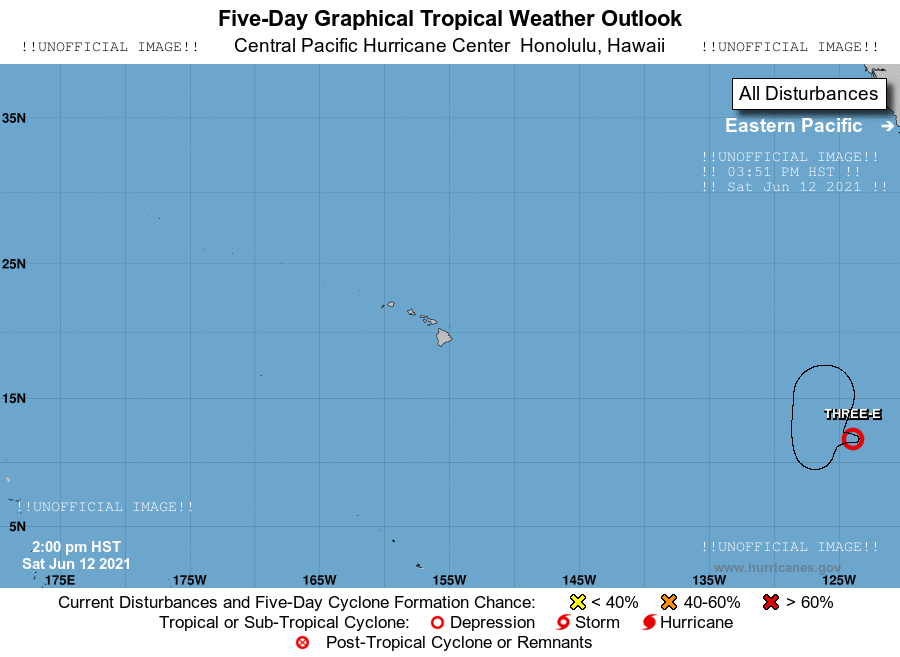 Five-Day Graphical Tropical Weather Outlook
!!UNOFFICIAL IMAGE!! Central Pacific Hurricane Center Honolulu, Hawaii !!UNOFFICIAL IMAGE!!
All Disturbances
35N
Eastern Pacific →
!!UNOFFICIAL IMAGE!!
!! 03:51 PM HST !!
!! Sat Jun 12 2021 !!
25N
15N
THREE-E
!!UNOFFICIAL IMAGE!!
5N
2:00 pm HST
!!UNOFFICIAL IMAGE!!
Sat Jun 12 2021
www.hurricanes.gov
175E 175W 165W 155W 145W 135W 125W
Current Disturbances and Five-Day Cyclone Formation Chance: < 40% 40-60% > 60%
Tropical or Sub-Tropical Cyclone: Depression Storm Hurricane
Post-Tropical Cyclone or Remnants